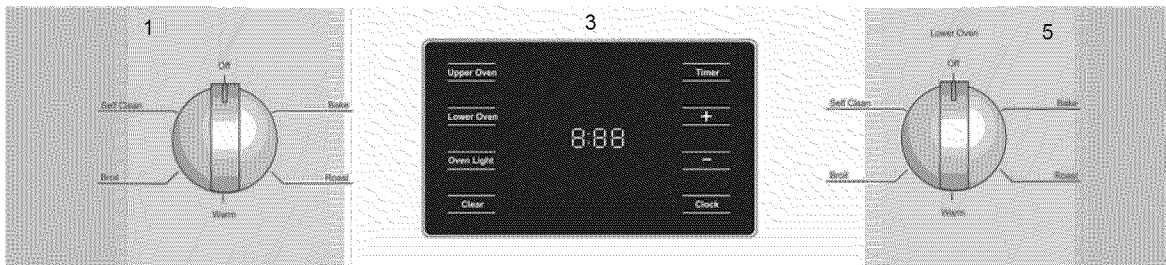 1
Off
Self Clean
Bake
Broil
Roast
Warm
3
Upper Oven
Timer
Lower Oven
+
8:88
Oven Light
−
Clear
Clock
Lower Oven
5
Off
Self Clean
Bake
Broil
Roast
Warm